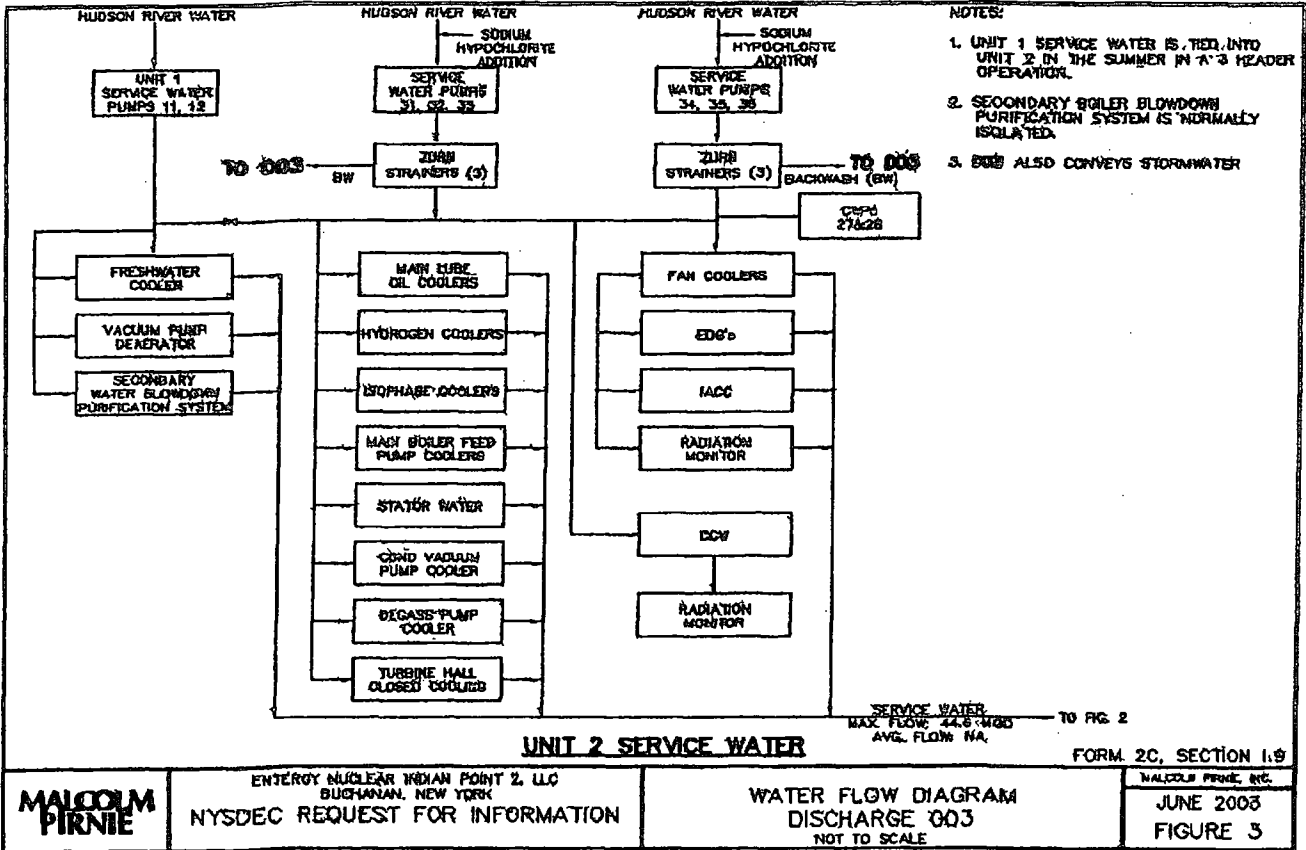 HUDSON RIVER WATER
HUDSON RIVER WATER
HUDSON RIVER WATER
SODIUM
HYPOCHLORITE
ADDITION
SODIUM
HYPOCHLORITE
ADDITION
UNIT 1
SERVICE WATER
PUMPS 11, 12
SERVICE
WATER PUMPS
31, 32, 33
SERVICE
WATER PUMPS
34, 35, 36
TO 003
BW
ZURN
STRAINERS (3)
ZURN
STRAINERS (3)
TO 003
BACKWASH (BW)
27&28
FRESHWATER
COOLER
VACUUM PUMP
DEAERATOR
SECONDARY
WATER BLOWDOWN
PURIFICATION SYSTEM
MAIN LUBE
OIL COOLERS
HYDROGEN COOLERS
ISOPHASE COOLERS
MAIN BOILER FEED
PUMP COOLERS
STATOR WATER
COND VACUUM
PUMP COOLER
DEGASS PUMP
COOLER
TURBINE HALL
CLOSED COOLING
FAN COOLERS
EDG's
IACC
RADIATION
MONITOR
CCW
RADIATION
MONITOR
NOTES:
1. UNIT 1 SERVICE WATER IS TIED INTO
UNIT 2 IN THE SUMMER IN A 3 HEADER
OPERATION.
2. SECONDARY BOILER BLOWDOWN
PURIFICATION SYSTEM IS NORMALLY
ISOLATED.
3. 003 ALSO CONVEYS STORMWATER
SERVICE WATER
MAX. FLOW: 44.6 MGD
AVG. FLOW NA.
TO FIG. 2
UNIT 2 SERVICE WATER
FORM 2C, SECTION 1.9
MALCOLM
PIRNIE
ENTERGY NUCLEAR INDIAN POINT 2, LLC
BUCHANAN, NEW YORK
NYSDEC REQUEST FOR INFORMATION
WATER FLOW DIAGRAM
DISCHARGE 003
NOT TO SCALE
MALCOLM PIRNIE, INC.
JUNE 2003
FIGURE 3